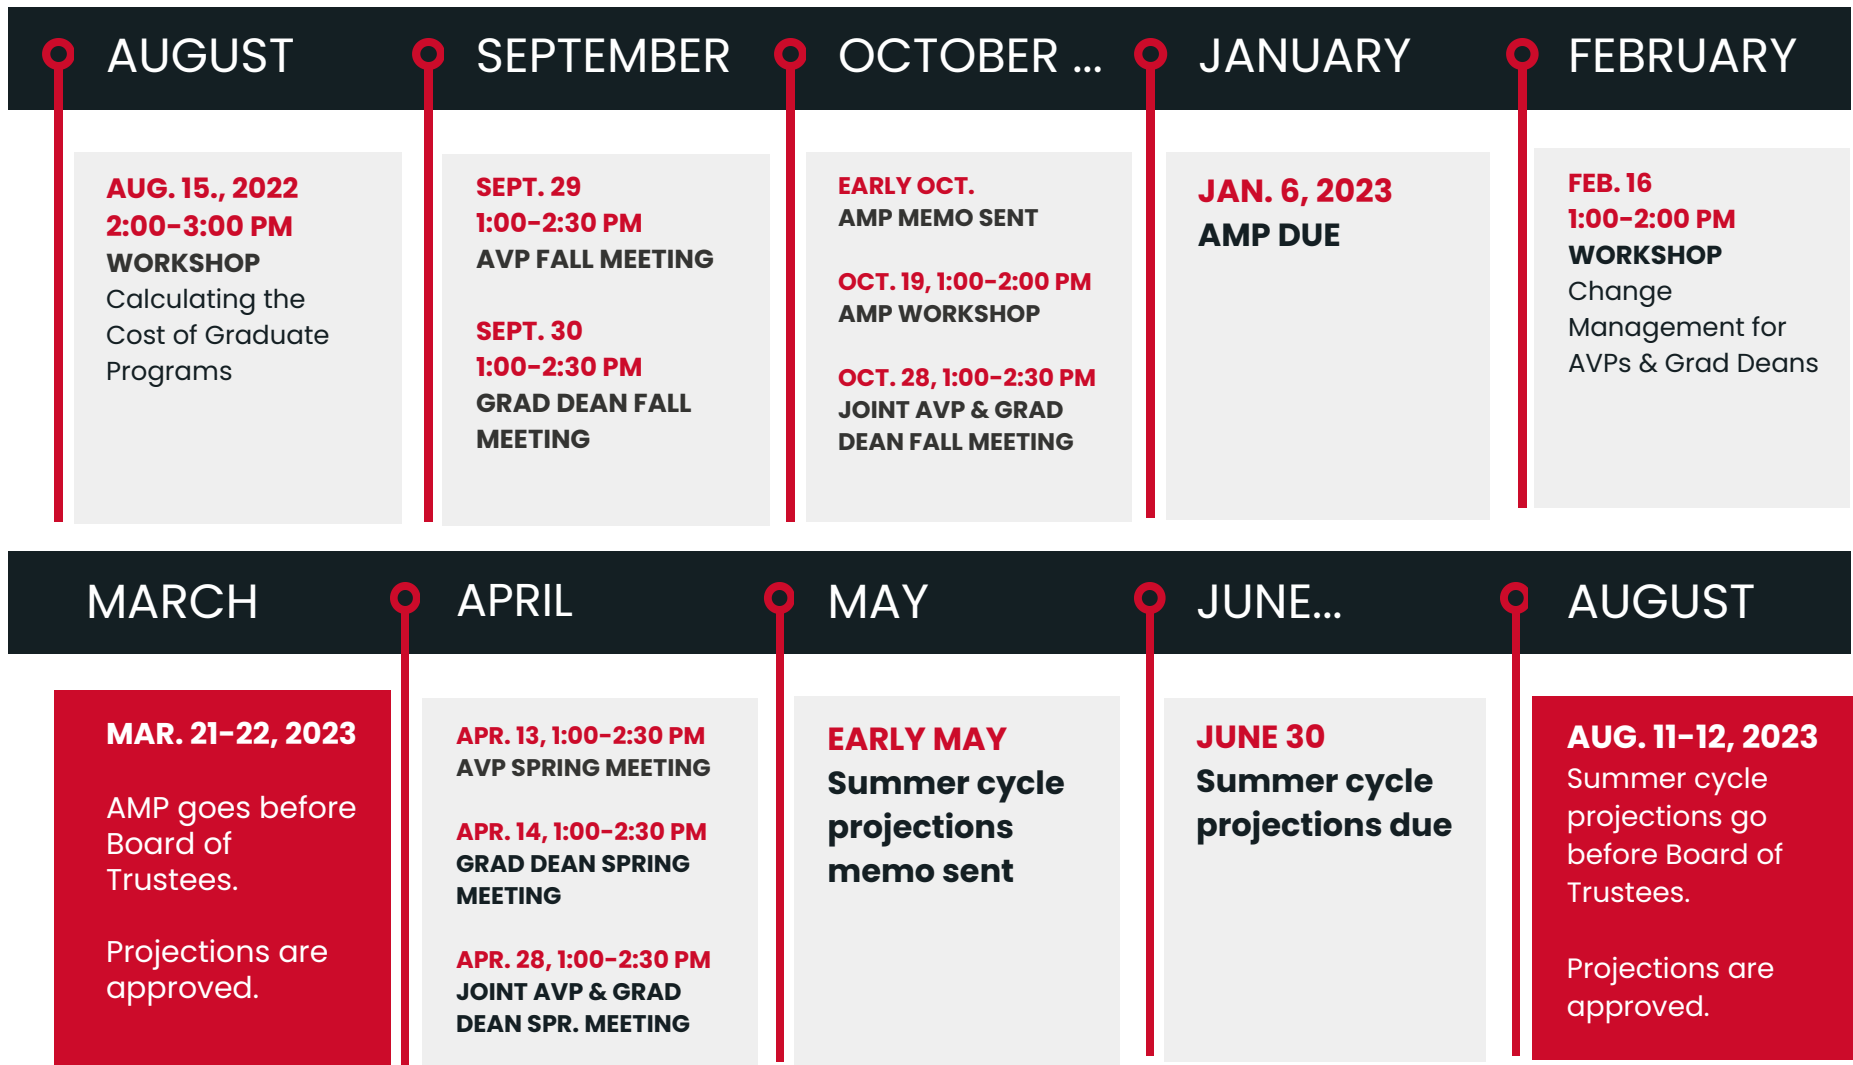 AUGUST
SEPTEMBER
OCTOBER ...
JANUARY
FEBRUARY
AUG. 15., 2022
2:00-3:00 PM
WORKSHOP
Calculating the
Cost of Graduate
Programs
SEPT. 29
1:00-2:30 PM
AVP FALL MEETING
SEPT. 30
1:00-2:30 PM
GRAD DEAN FALL
MEETING
EARLY OCT.
AMP MEMO SENT
OCT. 19, 1:00-2:00 PM
AMP WORKSHOP
OCT. 28, 1:00-2:30 PM
JOINT AVP & GRAD
DEAN FALL MEETING
JAN. 6, 2023
AMP DUE
FEB. 16
1:00-2:00 PM
WORKSHOP
Change
Management for
AVPs & Grad Deans
MARCH
APRIL
MAY
JUNE...
AUGUST
MAR. 21-22, 2023
AMP goes before
Board of
Trustees.
Projections are
approved.
APR. 13, 1:00-2:30 PM
AVP SPRING MEETING
APR. 14, 1:00-2:30 PM
GRAD DEAN SPRING
MEETING
APR. 28, 1:00-2:30 PM
JOINT AVP & GRAD
DEAN SPR. MEETING
EARLY MAY
Summer cycle
projections
memo sent
JUNE 30
Summer cycle
projections due
AUG. 11-12, 2023
Summer cycle
projections go
before Board of
Trustees.
Projections are
approved.